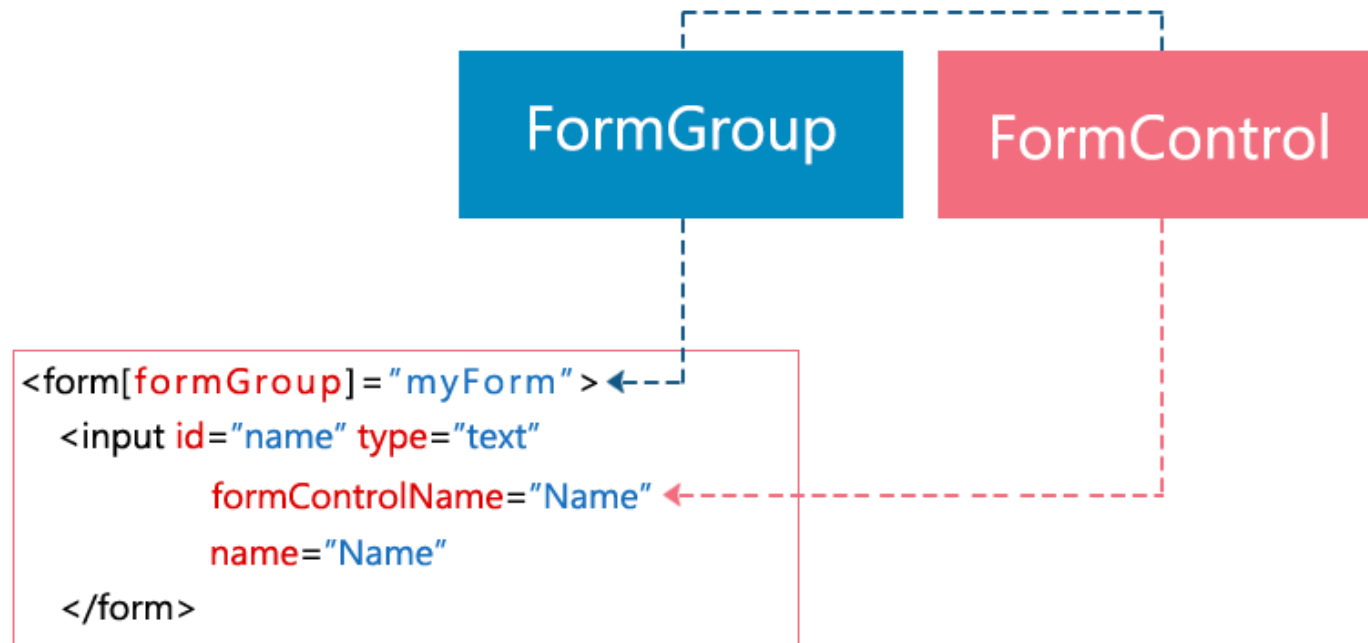 FormGroup
FormControl
<form[formGroup]="myForm">
<input id="name" type="text"
formControlName="Name"
name="Name"
</form>